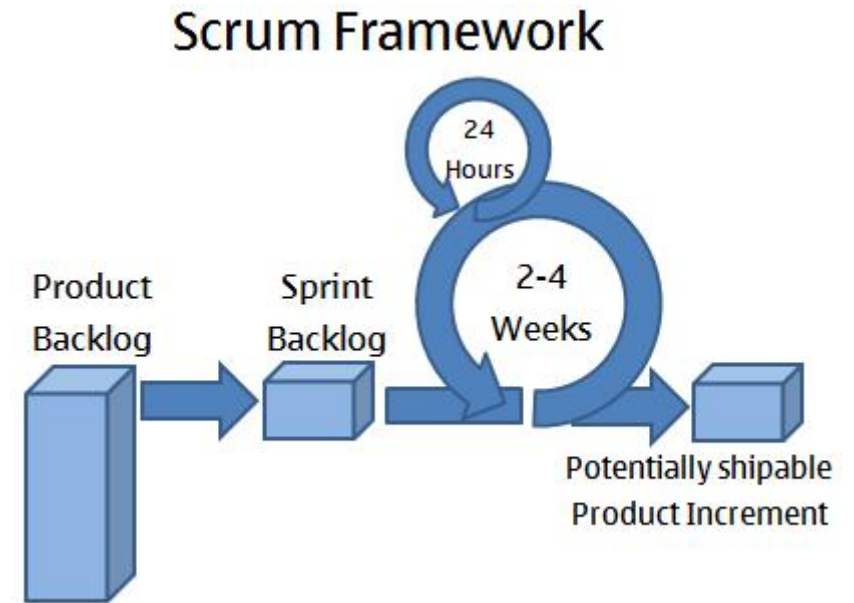 Scrum Framework
24
Hours
Product
Backlog
Sprint
Backlog
2-4
Weeks
Potentially shipable
Product Increment